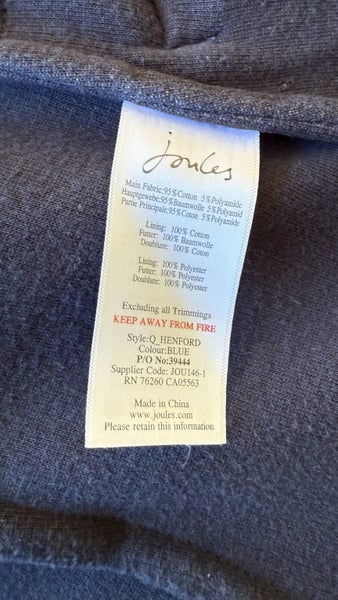 Joules
Main Fabric:95%Cotton 5%Polyamide
Hauptgewebe:95%Baumwolle 5%Polyamid
Partie Principale:95%Coton 5%Polyamide
Lining: 100% Cotton
Futter: 100% Baumwolle
Doublure: 100% Coton
Lining: 100% Polyester
Futter: 100% Polyester
Doublure: 100% Polyester
Excluding all Trimmings
KEEP AWAY FROM FIRE
Style:Q_HENFORD
Colour:BLUE
P/O No:39444
Supplier Code: JOU146-1
RN 76260 CA05563
Made in China
www.joules.com
Please retain this information